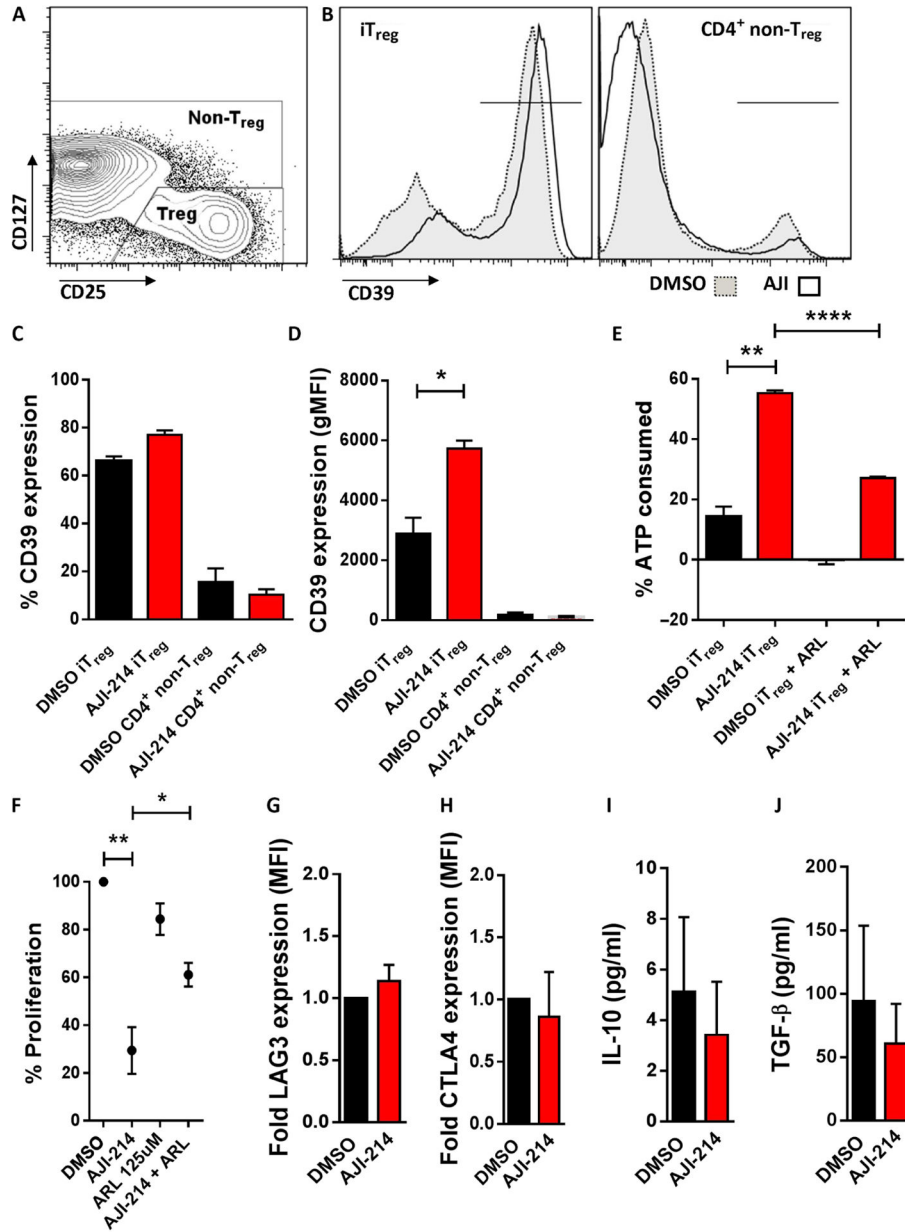 A
CD127
CD25
Non-Treg
Treg
B
iTreg
CD4+ non-Treg
CD39
DMSO
AJI
C
% CD39 expression
100
80
60
40
20
0
DMSO iTreg
AJI-214 iTreg
DMSO CD4+ non-Treg
AJI-214 CD4+ non-Treg
D
CD39 expression (gMFI)
8000
6000
4000
2000
0
*
DMSO iTreg
AJI-214 iTreg
DMSO CD4+ non-Treg
AJI-214 CD4+ non-Treg
E
% ATP consumed
60
40
20
0
−20
**
****
DMSO iTreg
AJI-214 iTreg
DMSO iTreg + ARL
AJI-214 iTreg + ARL
F
% Proliferation
100
80
60
40
20
0
**
*
DMSO
AJI-214
ARL 125uM
AJI-214 + ARL
G
Fold LAG3 expression (MFI)
2.0
1.5
1.0
0.5
0.0
DMSO
AJI-214
H
Fold CTLA4 expression (MFI)
2.0
1.5
1.0
0.5
0.0
DMSO
AJI-214
I
IL-10 (pg/ml)
10
8
6
4
2
0
DMSO
AJI-214
J
TGF-β (pg/ml)
200
150
100
50
0
DMSO
AJI-214